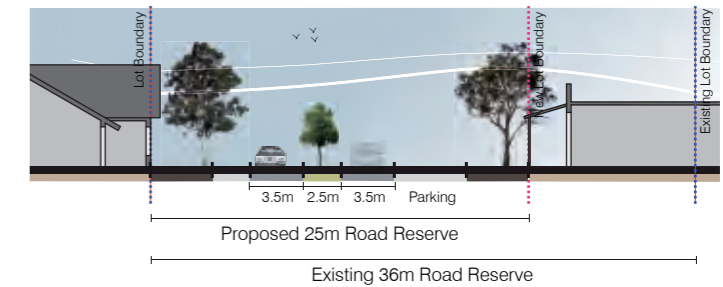 Lot Boundary
New Lot Boundary
Existing Lot Boundary
3.5m 2.5m 3.5m Parking
Proposed 25m Road Reserve
Existing 36m Road Reserve